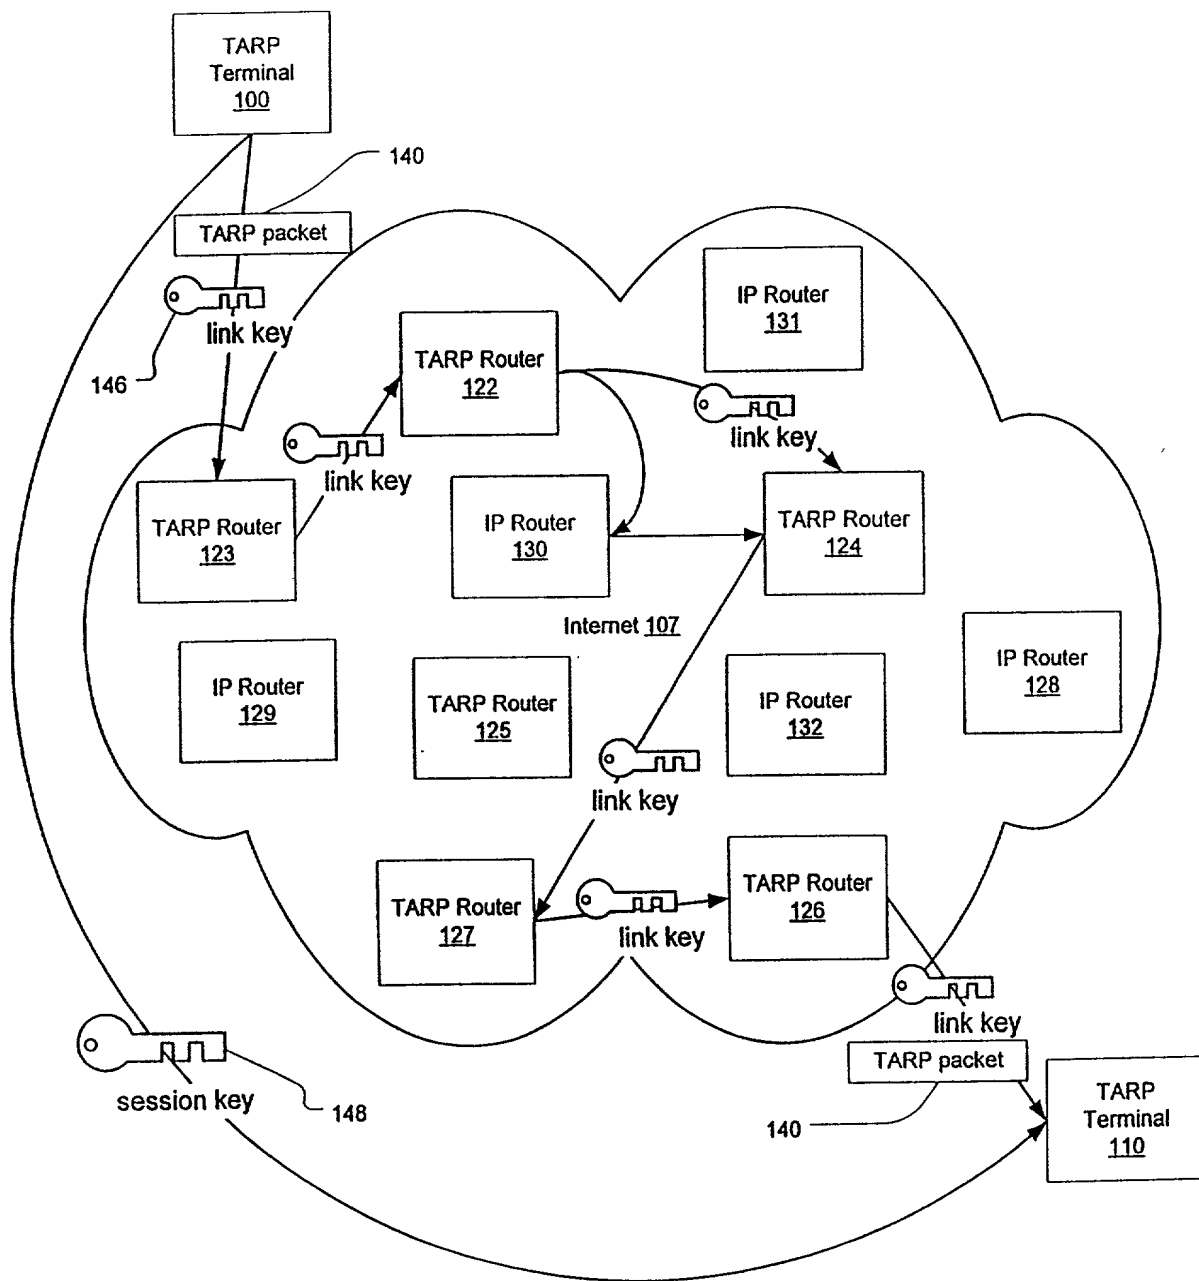 TARP
Terminal
100
140
TARP packet
link key
146
IP Router
131
TARP Router
122
link key
link key
TARP Router
123
IP Router
130
TARP Router
124
Internet 107
IP Router
129
TARP Router
125
IP Router
132
IP Router
128
link key
TARP Router
127
link key
TARP Router
126
link key
session key
148
TARP packet
140
TARP
Terminal
110